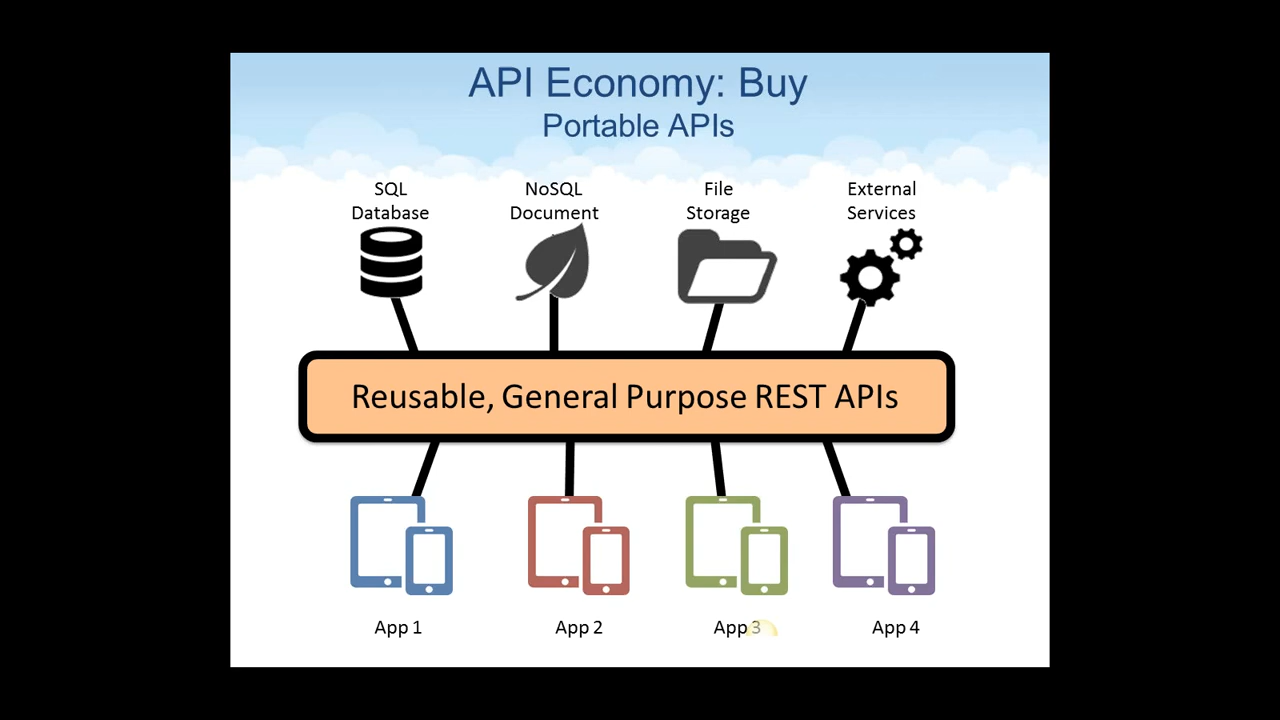 API Economy: Buy
Portable APIs
SQL
Database
NoSQL
Document
File
Storage
External
Services
Reusable, General Purpose REST APIs
App 1
App 2
App 3
App 4